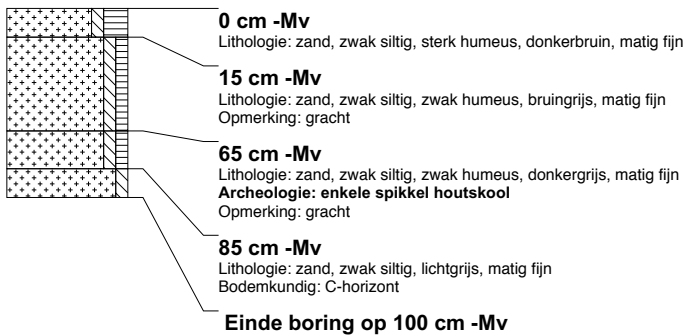 0 cm -Mv
Lithologie: zand, zwak siltig, sterk humeus, donkerbruin, matig fijn
15 cm -Mv
Lithologie: zand, zwak siltig, zwak humeus, bruingrijs, matig fijn
Opmerking: gracht
65 cm -Mv
Lithologie: zand, zwak siltig, zwak humeus, donkergrijs, matig fijn
Archeologie: enkele spikkel houtskool
Opmerking: gracht
85 cm -Mv
Lithologie: zand, zwak siltig, lichtgrijs, matig fijn
Bodemkundig: C-horizont
Einde boring op 100 cm -Mv